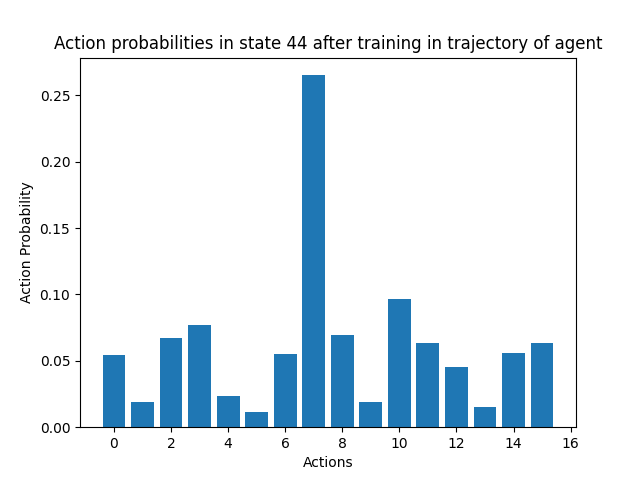 Action probabilities in state 44 after training in trajectory of agent
0.25
0.20
0.15
0.10
0.05
0.00
Action Probability
0 2 4 6 8 10 12 14 16
Actions